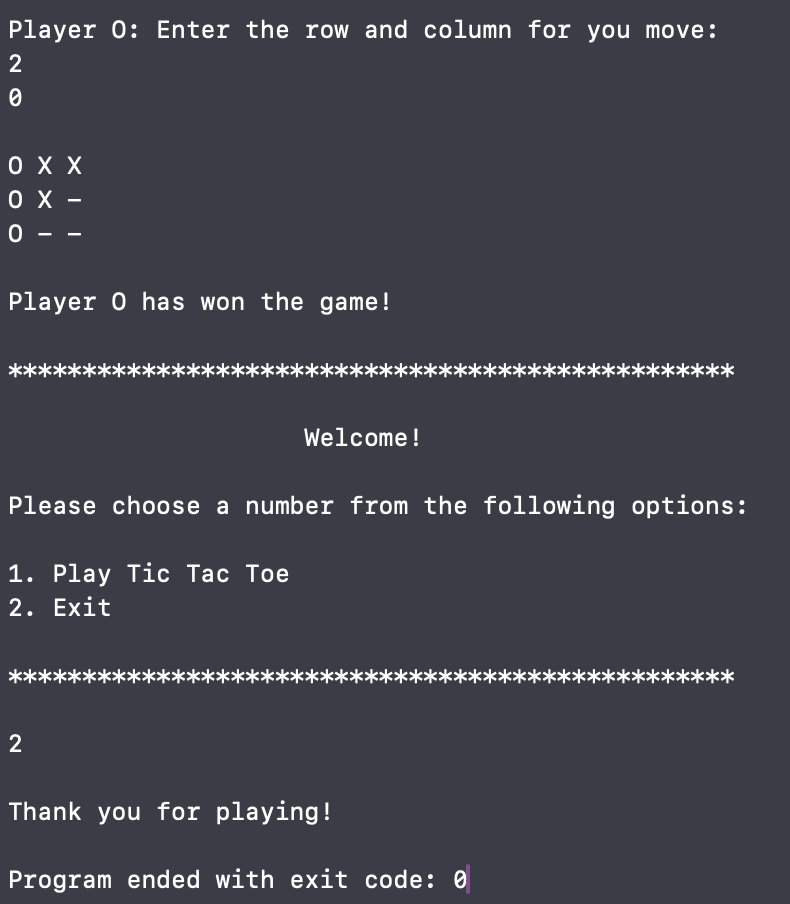 Player O: Enter the row and column for you move:
2
0
O X X
O X –
O – –
Player O has won the game!
*************************************************
Welcome!
Please choose a number from the following options:
1. Play Tic Tac Toe
2. Exit
*************************************************
2
Thank you for playing!
Program ended with exit code: 0